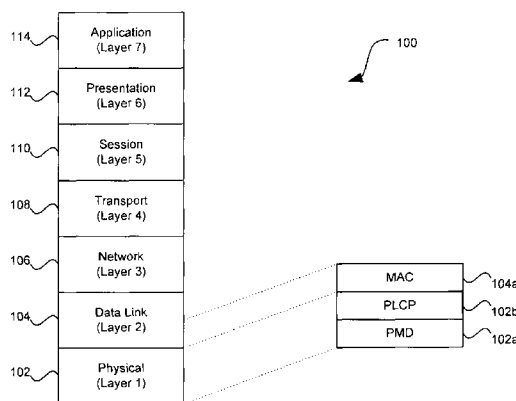 114
Application
(Layer 7)
100
112
Presentation
(Layer 6)
110
Session
(Layer 5)
108
Transport
(Layer 4)
106
Network
(Layer 3)
MAC
104a
104
Data Link
(Layer 2)
PLCP
102b
PMD
102a
102
Physical
(Layer 1)